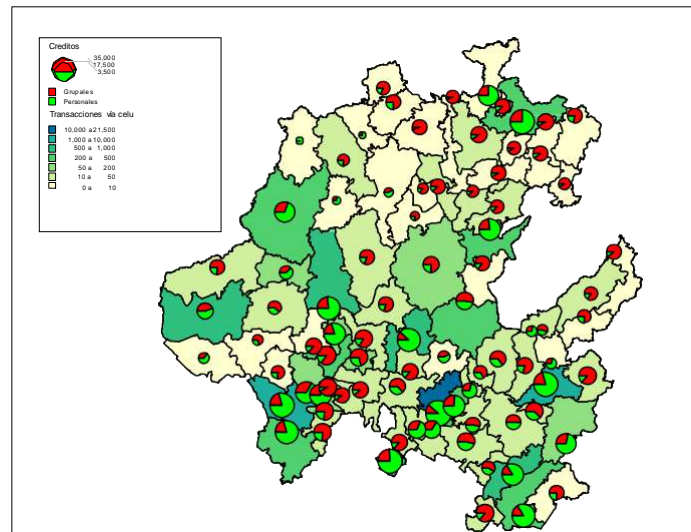 Creditos
35,000
17,500
3,500
Grupales
Personales
Transacciones via celu
10,000 a 21,500
1,000 a 10,000
500 a 1,000
200 a 500
50 a 200
10 a 50
0 a 10